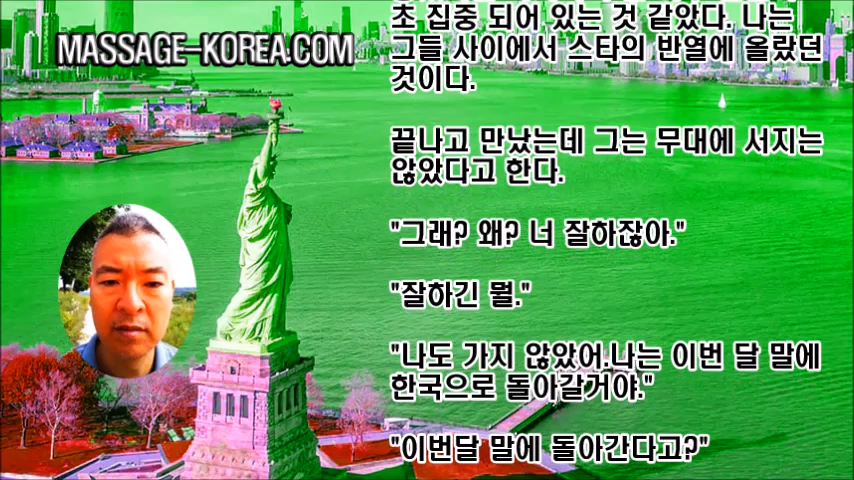 MASSAGE-KOREA.COM
초 집중 되어 있는 것 같았다. 나는
그들 사이에서 스타의 반열에 올랐던
것이다.
끝나고 만났는데 그는 무대에 서지는
않았다고 한다.
"그래? 왜? 너 잘하잖아."
"잘하긴 뭘."
"나도 가지 않았어.나는 이번 달 말에
한국으로 돌아갈거야."
"이번달 말에 돌아간다고?"